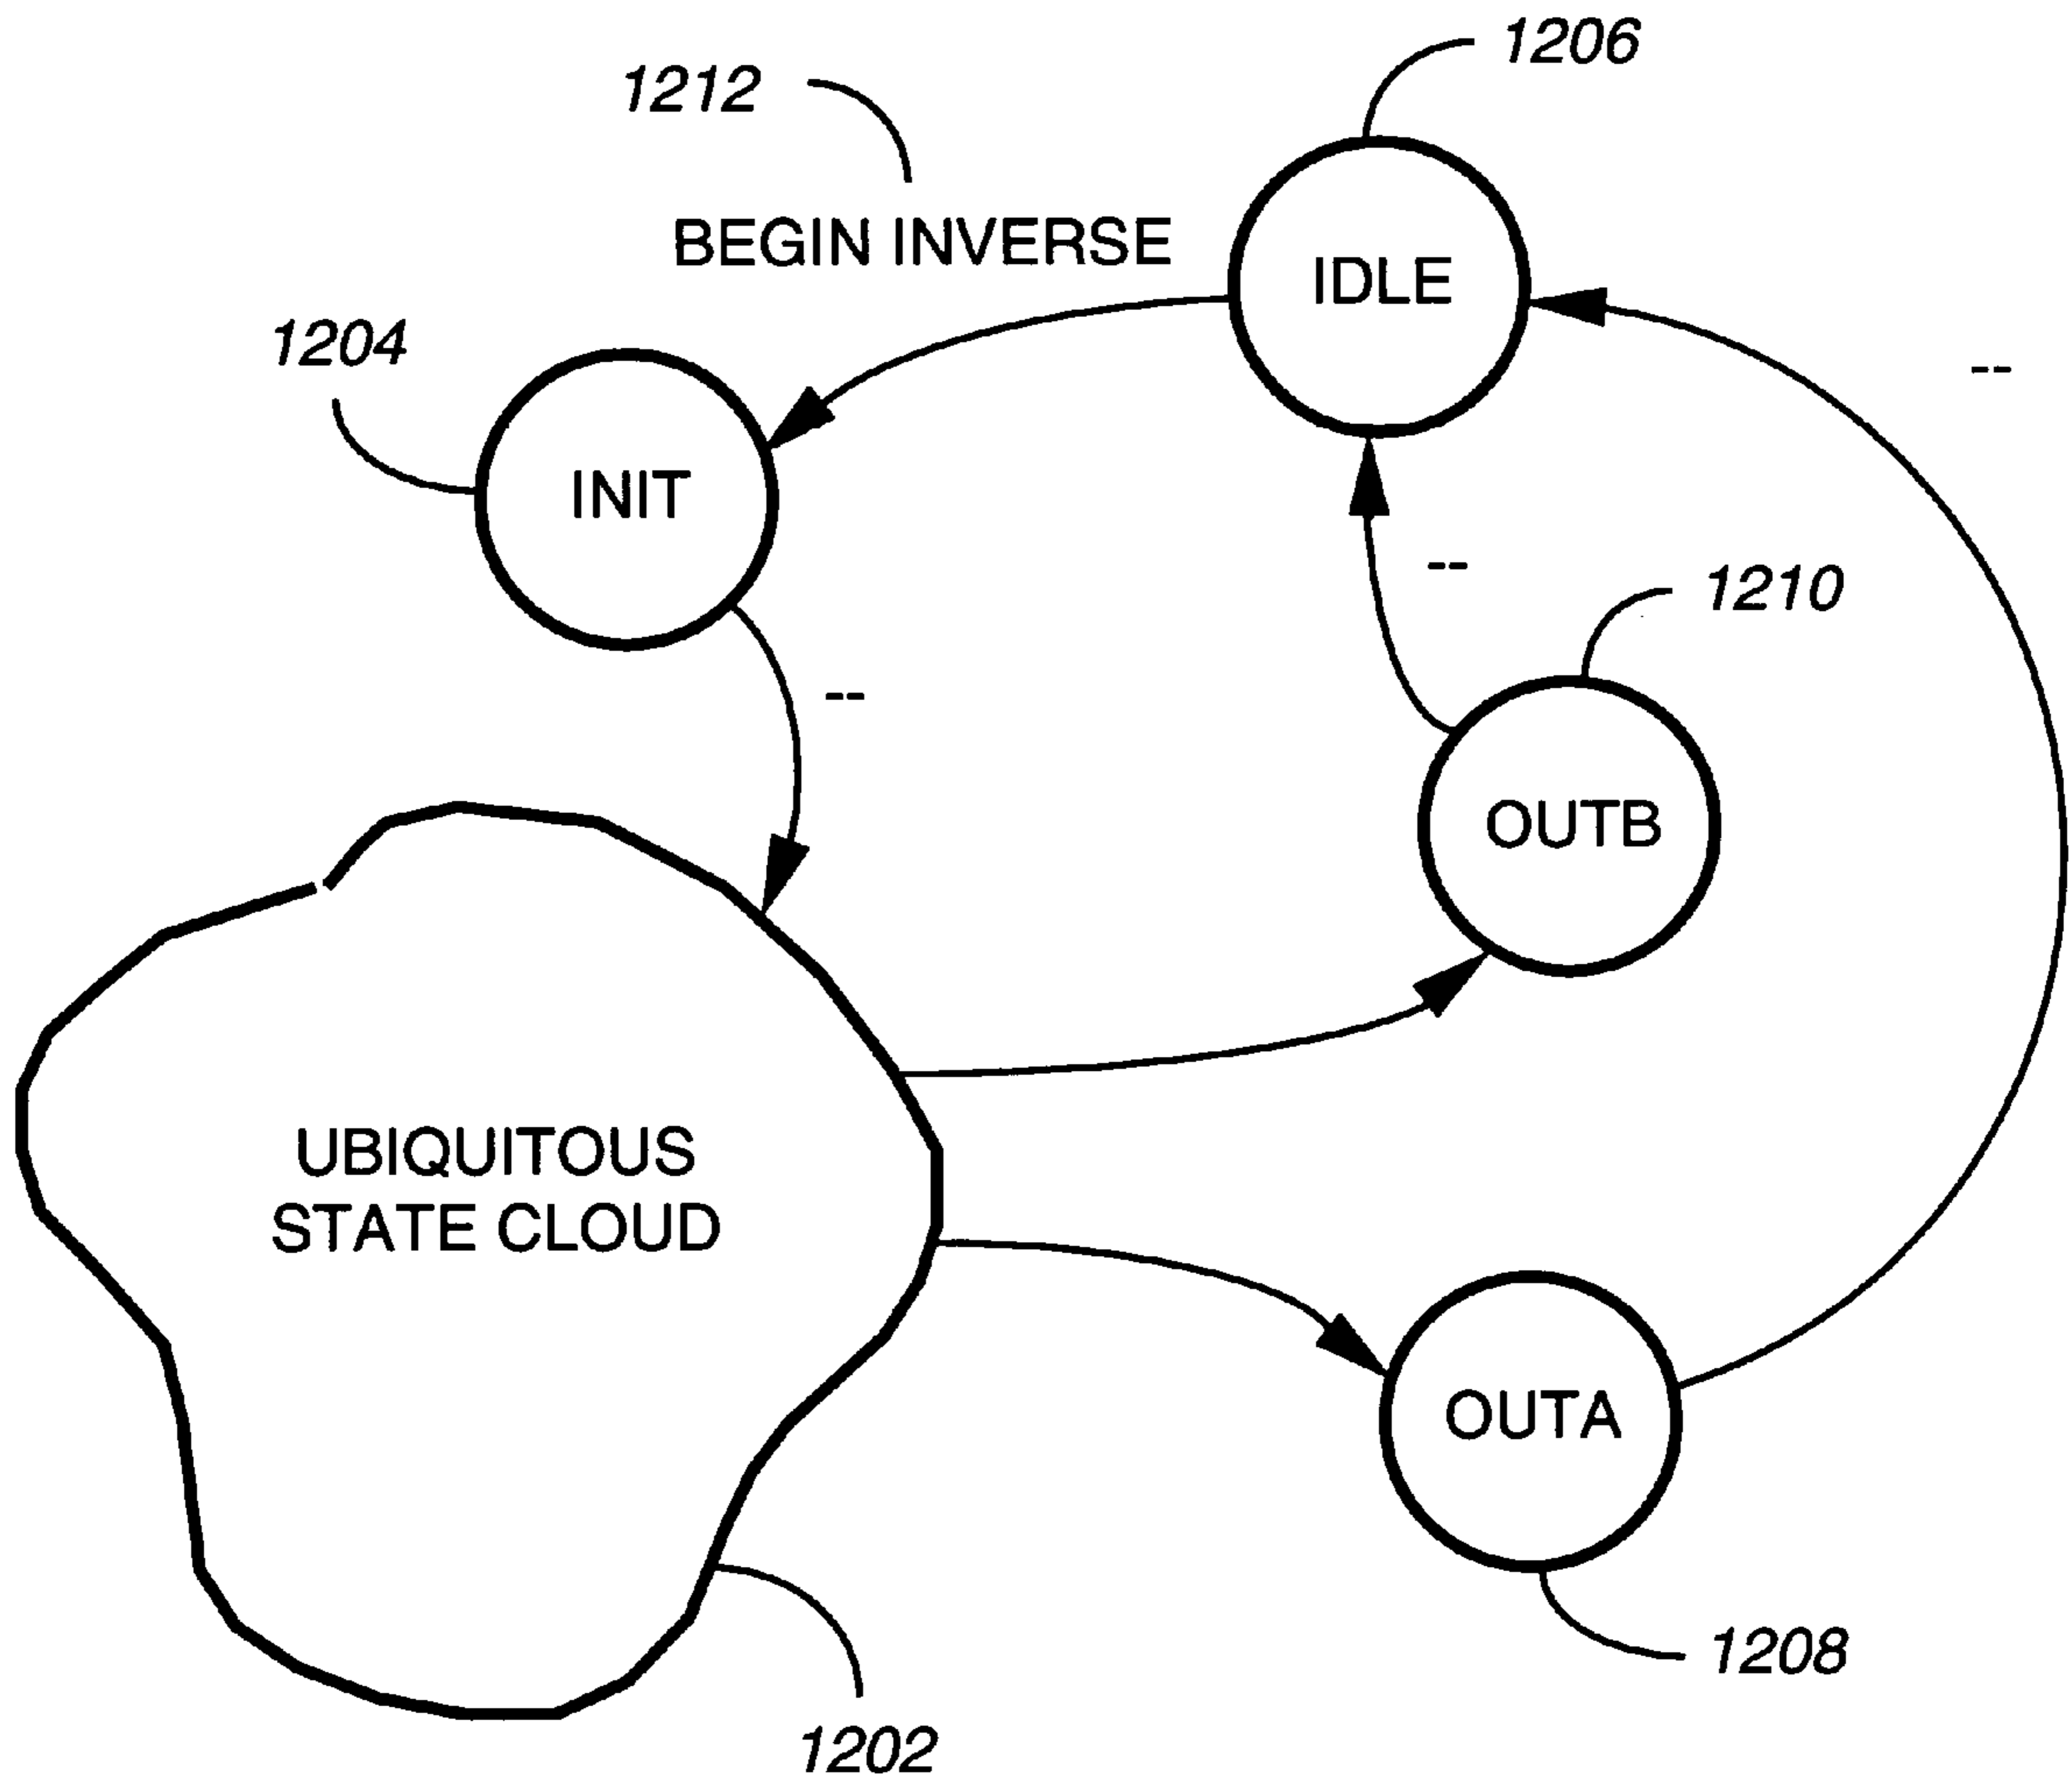 1206
1212
BEGIN INVERSE
IDLE
1204
--
INIT
--
1210
--
OUTB
UBIQUITOUS
STATE CLOUD
OUTA
1208
1202